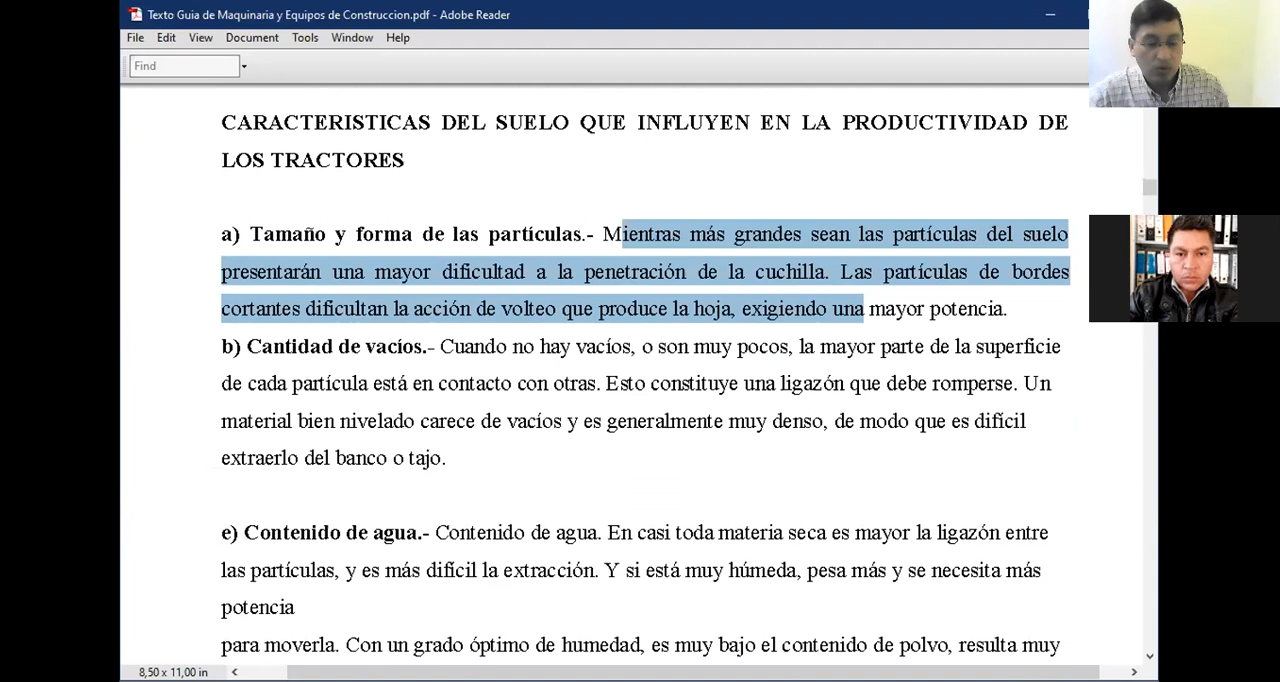 Texto Guia de Maquinaria y Equipos de Construccion.pdf - Adobe Reader
File Edit View Document Tools Window Help
Find
CARACTERISTICAS DEL SUELO QUE INFLUYEN EN LA PRODUCTIVIDAD DE
LOS TRACTORES
a) Tamaño y forma de las partículas.- Mientras más grandes sean las partículas del suelo
presentarán una mayor dificultad a la penetración de la cuchilla. Las partículas de bordes
cortantes dificultan la acción de volteo que produce la hoja, exigiendo una mayor potencia.
b) Cantidad de vacíos.- Cuando no hay vacíos, o son muy pocos, la mayor parte de la superficie
de cada partícula está en contacto con otras. Esto constituye una ligazón que debe romperse. Un
material bien nivelado carece de vacíos y es generalmente muy denso, de modo que es difícil
extraerlo del banco o tajo.
e) Contenido de agua.- Contenido de agua. En casi toda materia seca es mayor la ligazón entre
las partículas, y es más difícil la extracción. Y si está muy húmeda, pesa más y se necesita más
potencia
para moverla. Con un grado óptimo de humedad, es muy bajo el contenido de polvo, resulta muy
8,50 x 11,00 in